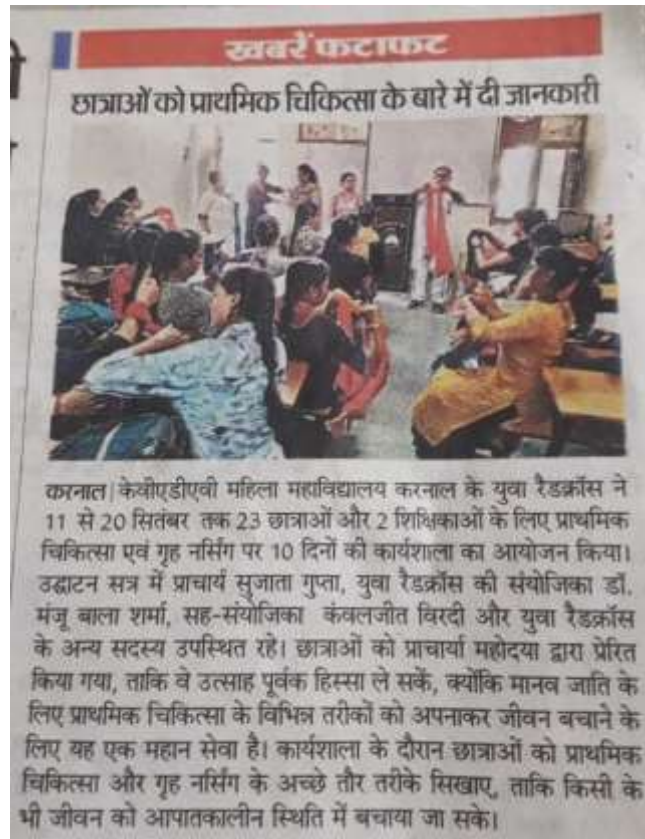 खबरें फटाफट
छात्राओं को प्राथमिक चिकित्सा के बारे में दी जानकारी
करनाल| केवीएडीएवी महिला महाविद्यालय करनाल के युवा रैडक्रॉस ने
11 से 20 सितंबर तक 23 छात्राओं और 2 शिक्षिकाओं के लिए प्राथमिक
चिकित्सा एवं गृह नर्सिंग पर 10 दिनों की कार्यशाला का आयोजन किया।
उद्घाटन सत्र में प्राचार्य सुजाता गुप्ता, युवा रैडक्रॉस की संयोजिका डॉ.
मंजू बाला शर्मा, सह-संयोजिका कंवलजीत विरदी और युवा रैडक्रॉस
के अन्य सदस्य उपस्थित रहे। छात्राओं को प्राचार्या महोदया द्वारा प्रेरित
किया गया, ताकि वे उत्साह पूर्वक हिस्सा ले सकें, क्योंकि मानव जाति के
लिए प्राथमिक चिकित्सा के विभिन्न तरीकों को अपनाकर जीवन बचाने के
लिए यह एक महान सेवा है। कार्यशाला के दौरान छात्राओं को प्राथमिक
चिकित्सा और गृह नर्सिंग के अच्छे तौर तरीके सिखाए, ताकि किसी के
भी जीवन को आपातकालीन स्थिति में बचाया जा सके।